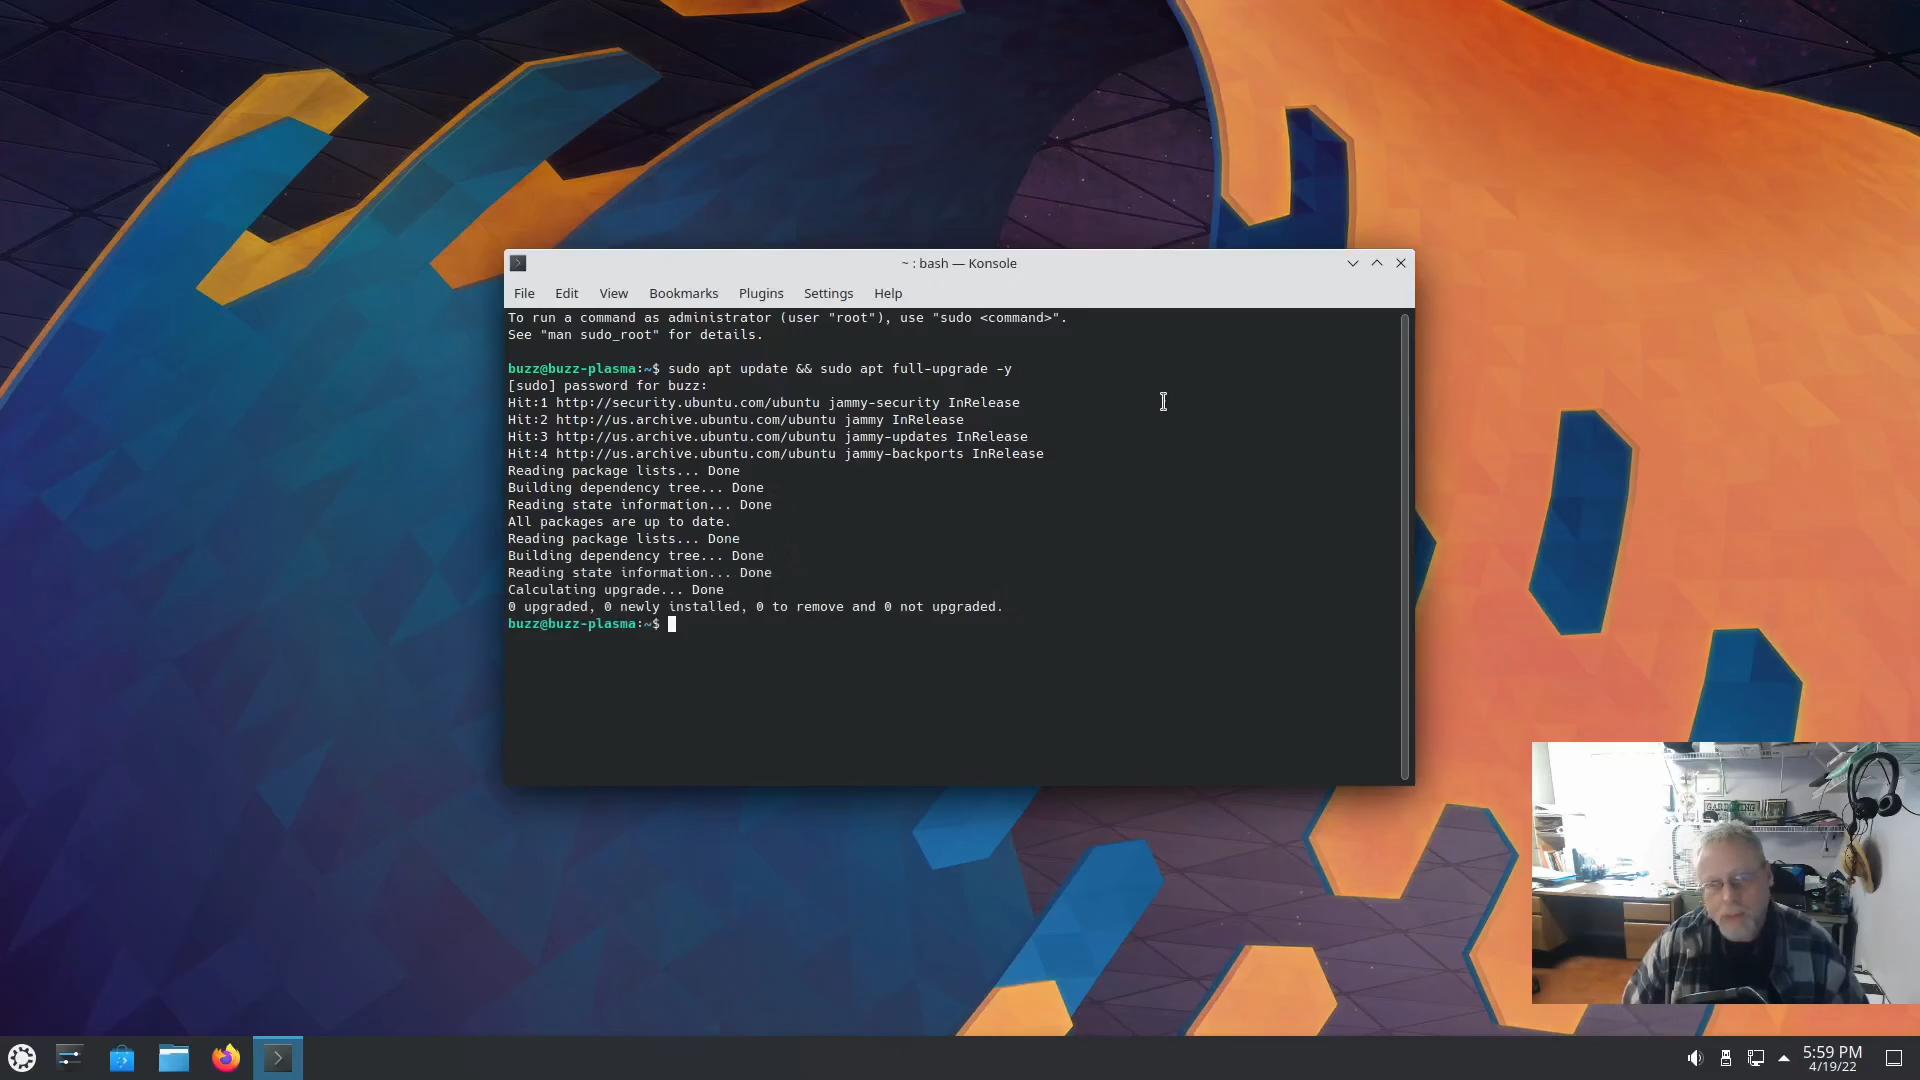 ~ : bash — Konsole
File Edit View Bookmarks Plugins Settings Help
To run a command as administrator (user "root"), use "sudo <command>".
See "man sudo_root" for details.
buzz@buzz-plasma:~$ sudo apt update && sudo apt full-upgrade -y
[sudo] password for buzz:
Hit:1 http://security.ubuntu.com/ubuntu jammy-security InRelease
Hit:2 http://us.archive.ubuntu.com/ubuntu jammy InRelease
Hit:3 http://us.archive.ubuntu.com/ubuntu jammy-updates InRelease
Hit:4 http://us.archive.ubuntu.com/ubuntu jammy-backports InRelease
Reading package lists... Done
Building dependency tree... Done
Reading state information... Done
All packages are up to date.
Reading package lists... Done
Building dependency tree... Done
Reading state information... Done
Calculating upgrade... Done
0 upgraded, 0 newly installed, 0 to remove and 0 not upgraded.
buzz@buzz-plasma:~$
5:59 PM
4/19/22